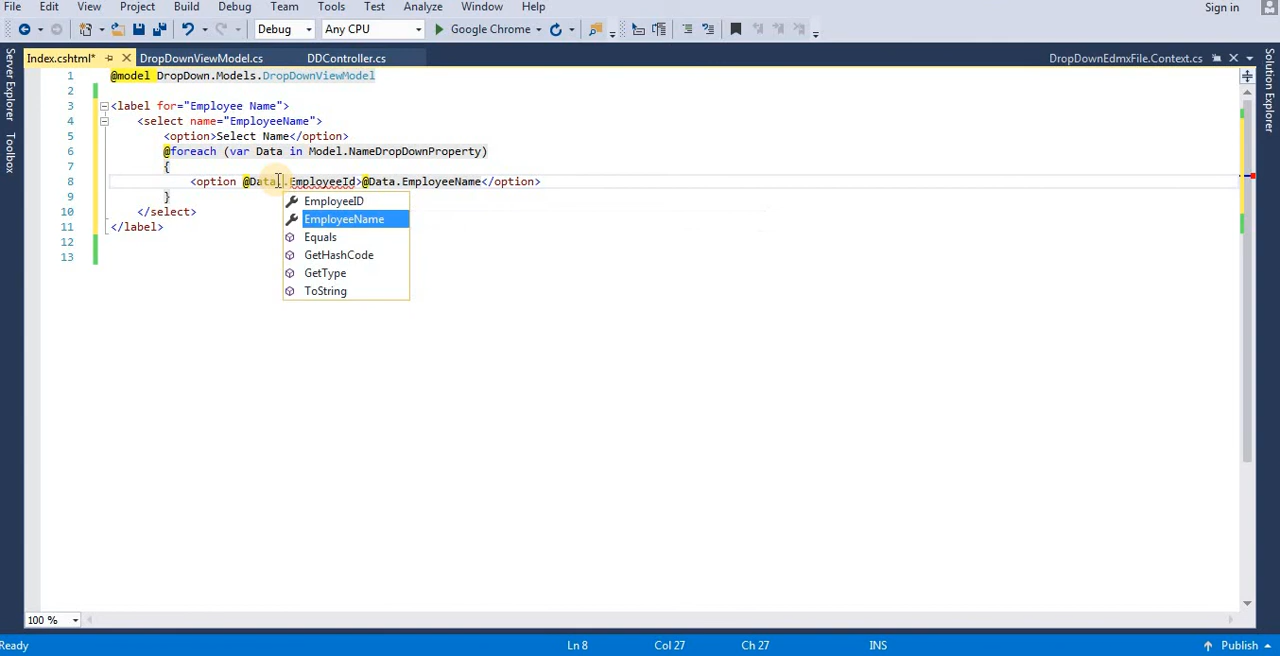 File Edit View Project Build Debug Team Tools Test Analyze Window Help Sign in
Debug Any CPU Google Chrome
Index.cshtml* DropDownViewModel.cs DDController.cs DropDownEdmxFile.Context.cs
Server Explorer
Toolbox
Solution Explorer
1 @model DropDown.Models.DropDownViewModel
2
3 <label for="Employee Name">
4 <select name="EmployeeName">
5 <option>Select Name</option>
6 @foreach (var Data in Model.NameDropDownProperty)
7 {
8 <option @Data.EmployeeId>@Data.EmployeeName</option>
9 }
10 </select>
11 </label>
12
13
EmployeeID
EmployeeName
Equals
GetHashCode
GetType
ToString
100 %
Ready Ln 8 Col 27 Ch 27 INS Publish